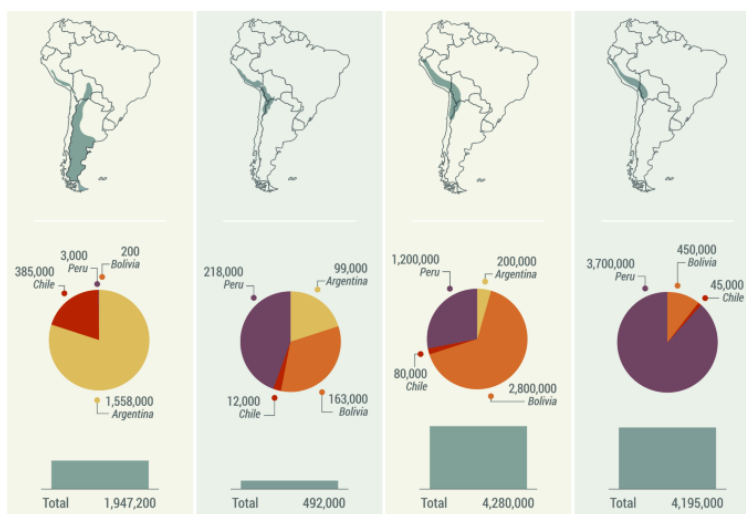 200
Bolivia
3,000
Peru
385,000
Chile
1,558,000
Argentina
Total 1,947,200
99,000
Argentina
218,000
Peru
12,000
Chile
163,000
Bolivia
Total 492,000
1,200,000
Peru
200,000
Argentina
80,000
Chile
2,800,000
Bolivia
Total 4,280,000
450,000
Bolivia
3,700,000
Peru
45,000
Chile
Total 4,195,000